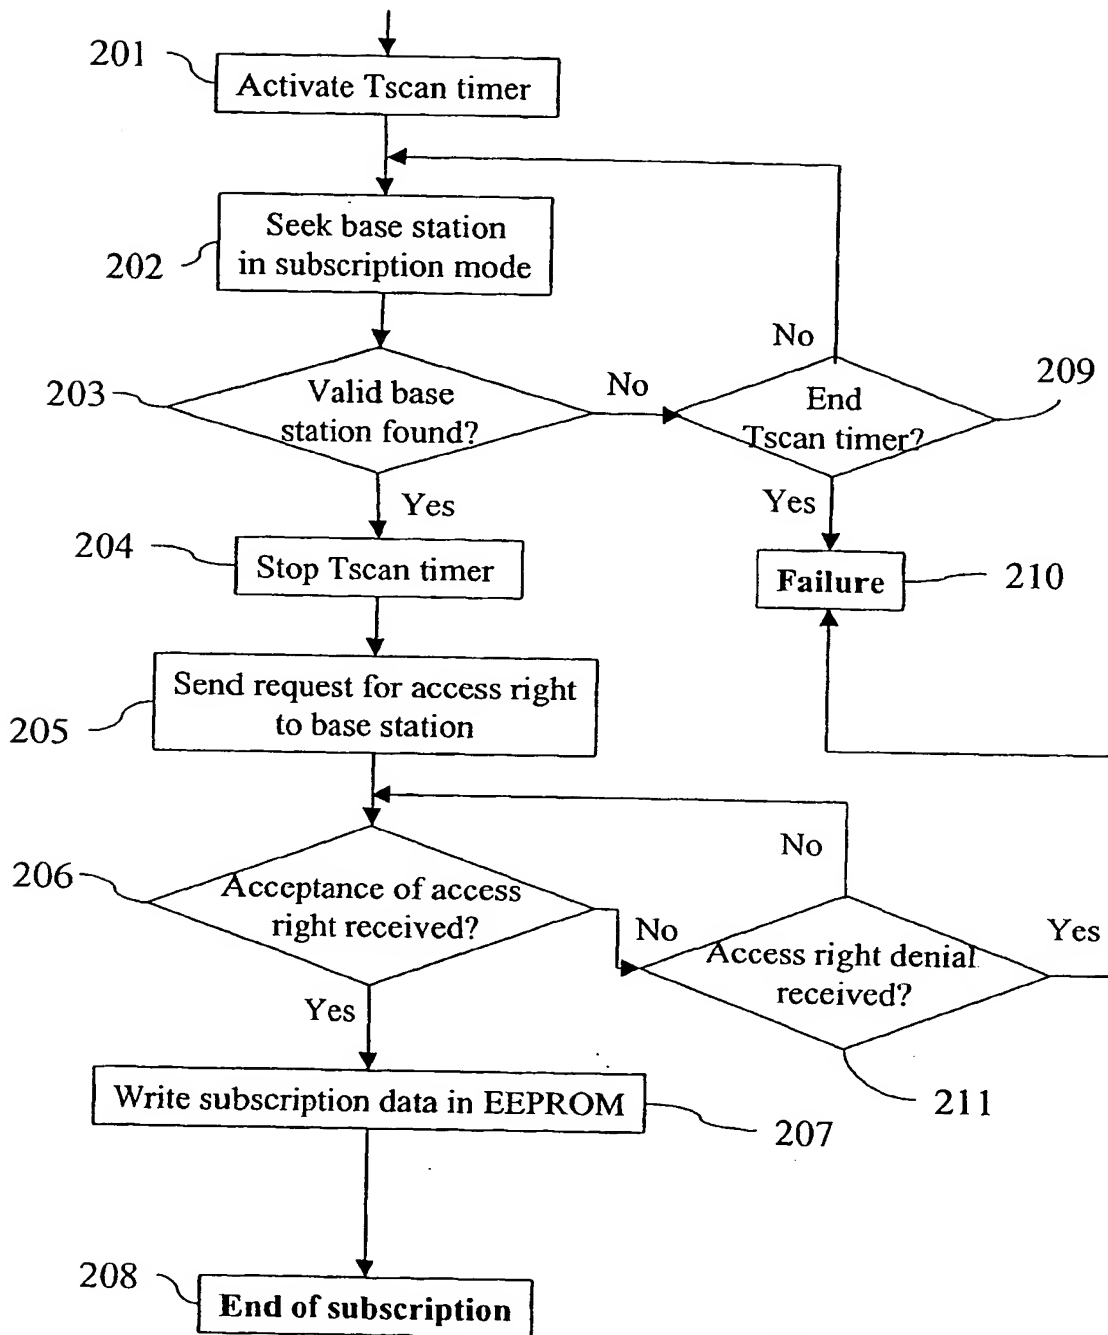 201
Activate Tscan timer
Seek base station
in subscription mode
202
No
203
Valid base
station found?
No
End
Tscan timer?
209
Yes
Yes
204
Stop Tscan timer
Failure
210
Send request for access right
to base station
205
No
206
Acceptance of access
right received?
No
Access right denial
received?
Yes
Yes
Write subscription data in EEPROM
207
211
208
End of subscription